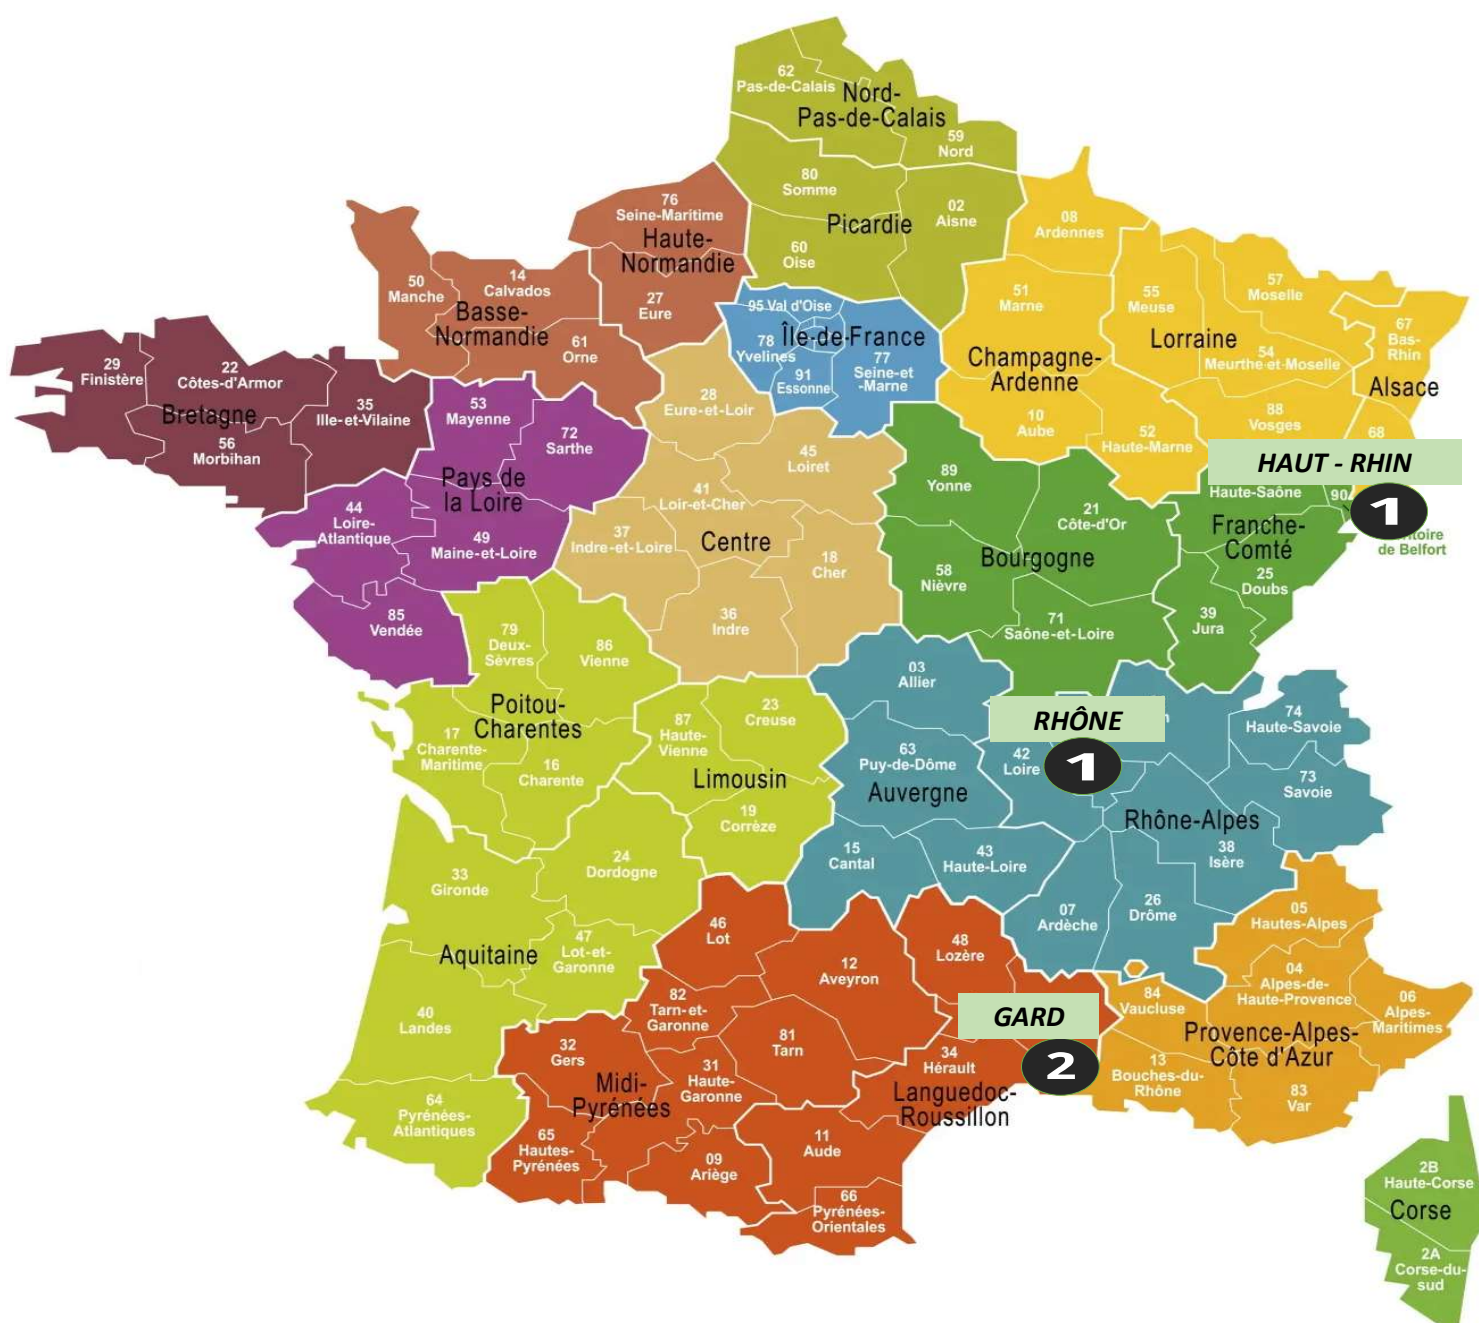 62
Pas-de-Calais
Nord-
Pas-de-Calais
59
Nord
80
Somme
02
Aisne
Picardie
60
Oise
76
Seine-Maritime
Haute-
Normandie
27
Eure
50
Manche
14
Calvados
Basse-
Normandie
61
Orne
95 Val d'Oise
Île-de-France
78
Yvelines
91
Essonne
77
Seine-et
-Marne
08
Ardennes
51
Marne
Champagne-
Ardenne
10
Aube
52
Haute-Marne
55
Meuse
57
Moselle
Lorraine
54
Meurthe-et-Moselle
88
Vosges
67
Bas-
Rhin
Alsace
68
HAUT - RHIN
1
29
Finistère
22
Côtes-d'Armor
Bretagne
35
Ille-et-Vilaine
56
Morbihan
53
Mayenne
72
Sarthe
Pays de
la Loire
44
Loire-
Atlantique
49
Maine-et-Loire
85
Vendée
28
Eure-et-Loir
45
Loiret
41
Loir-et-Cher
37
Indre-et-Loire
Centre
18
Cher
36
Indre
89
Yonne
21
Côte-d'Or
Bourgogne
58
Nièvre
71
Saône-et-Loire
Haute-Saône
90
Franche-
Comté
de Belfort
25
Doubs
39
Jura
79
Deux-
Sèvres
86
Vienne
Poitou-
Charentes
17
Charente-
Maritime
16
Charente
87
Haute-
Vienne
23
Creuse
Limousin
19
Corrèze
03
Allier
63
Puy-de-Dôme
Auvergne
15
Cantal
43
Haute-Loire
RHÔNE
1
42
Loire
74
Haute-Savoie
73
Savoie
Rhône-Alpes
38
Isère
07
Ardèche
26
Drôme
33
Gironde
24
Dordogne
Aquitaine
47
Lot-et-
Garonne
40
Landes
64
Pyrénées-
Atlantiques
46
Lot
12
Aveyron
82
Tarn-et-
Garonne
81
Tarn
32
Gers
31
Haute-
Garonne
Midi-
Pyrénées
65
Hautes-
Pyrénées
09
Ariège
48
Lozère
GARD
2
34
Hérault
Languedoc-
Roussillon
11
Aude
66
Pyrénées-
Orientales
05
Hautes-Alpes
04
Alpes-de-
Haute-Provence
06
Alpes-
Maritimes
84
Vaucluse
Provence-Alpes-
Côte d'Azur
13
Bouches-du-
Rhône
83
Var
2B
Haute-Corse
Corse
2A
Corse-du-
sud